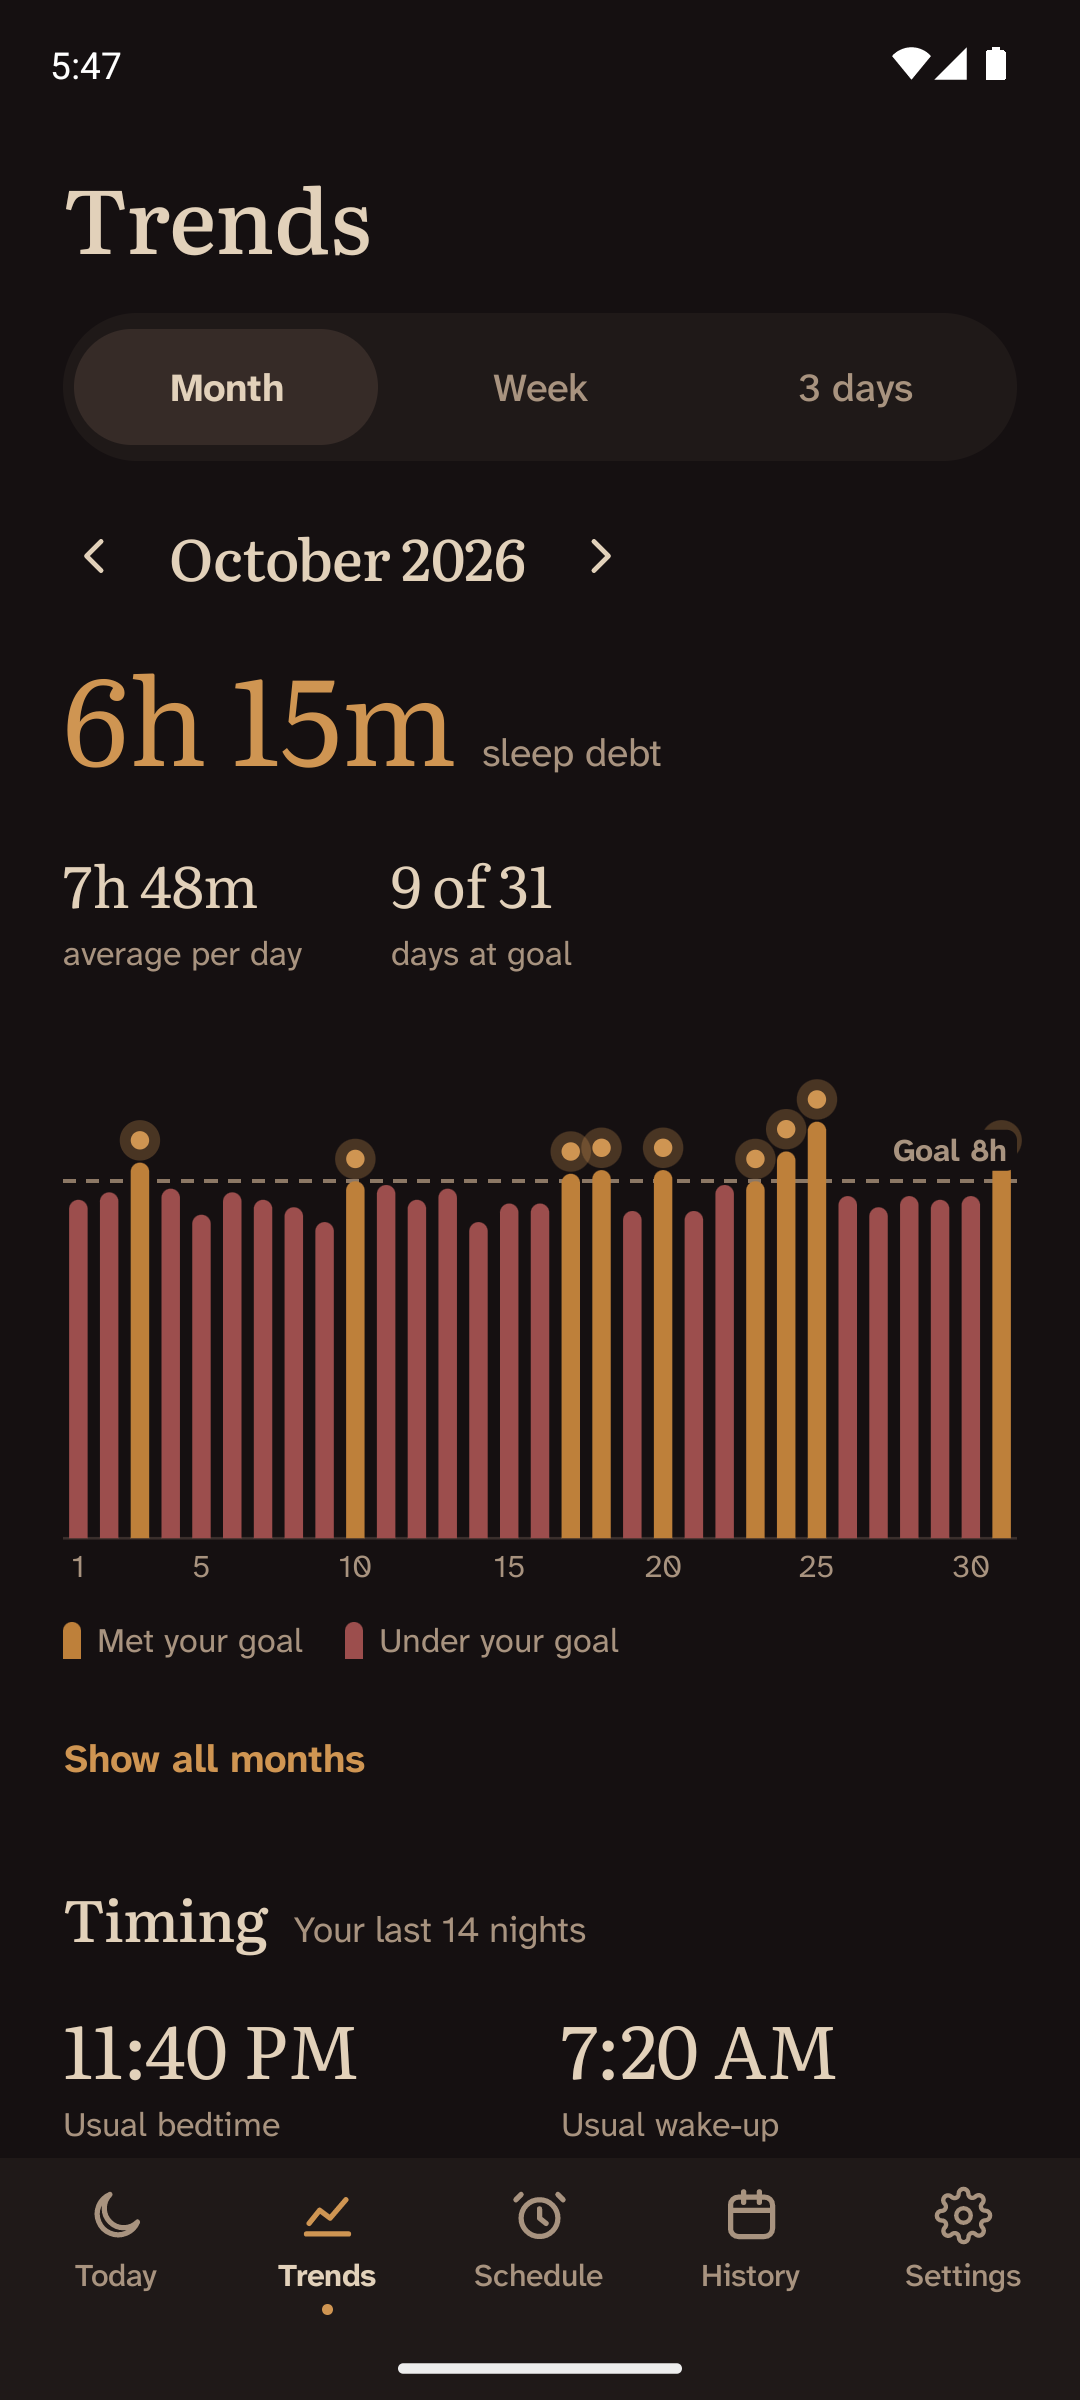 5:47
Trends
Month Week 3 days
October 2026
6h 15m sleep debt
7h 48m 9 of 31
average per day days at goal
Goal 8h
1 5 10 15 20 25 30
Met your goal Under your goal
Show all months
Timing Your last 14 nights
11:40 PM 7:20 AM
Usual bedtime Usual wake-up
Today Trends Schedule History Settings